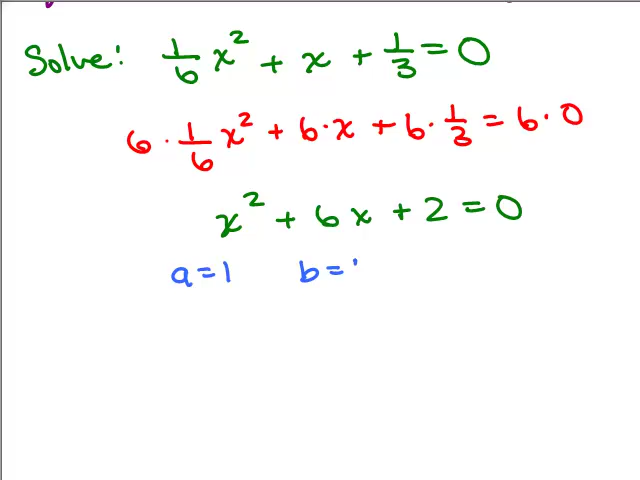 Solve: 1/6 x² + x + 1/3 = 0
6 · 1/6 x² + 6 · x + 6 · 1/3 = 6 · 0
x² + 6x + 2 = 0
a = 1 b =